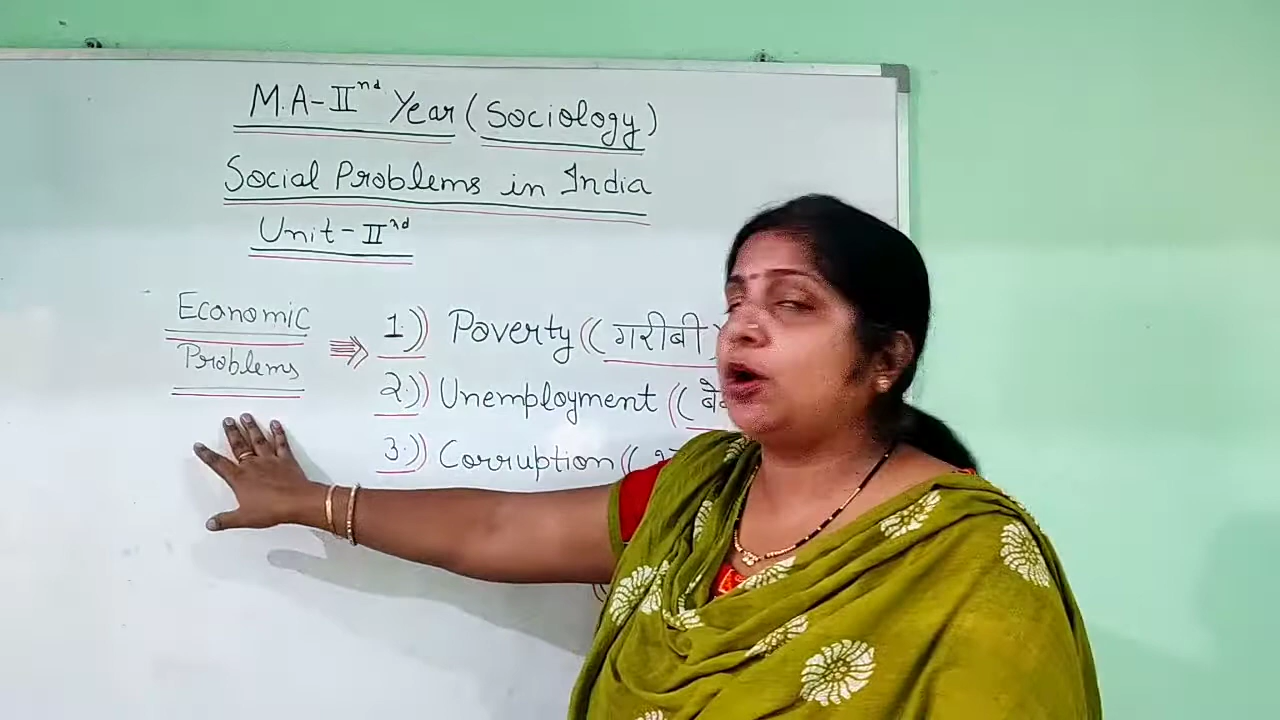 M.A-IInd Year (Sociology)
Social Problems in India
Unit-IInd
Economic
Problems
1.) Poverty (गरीबी)
2.) Unemployment (
3.) Corruption (